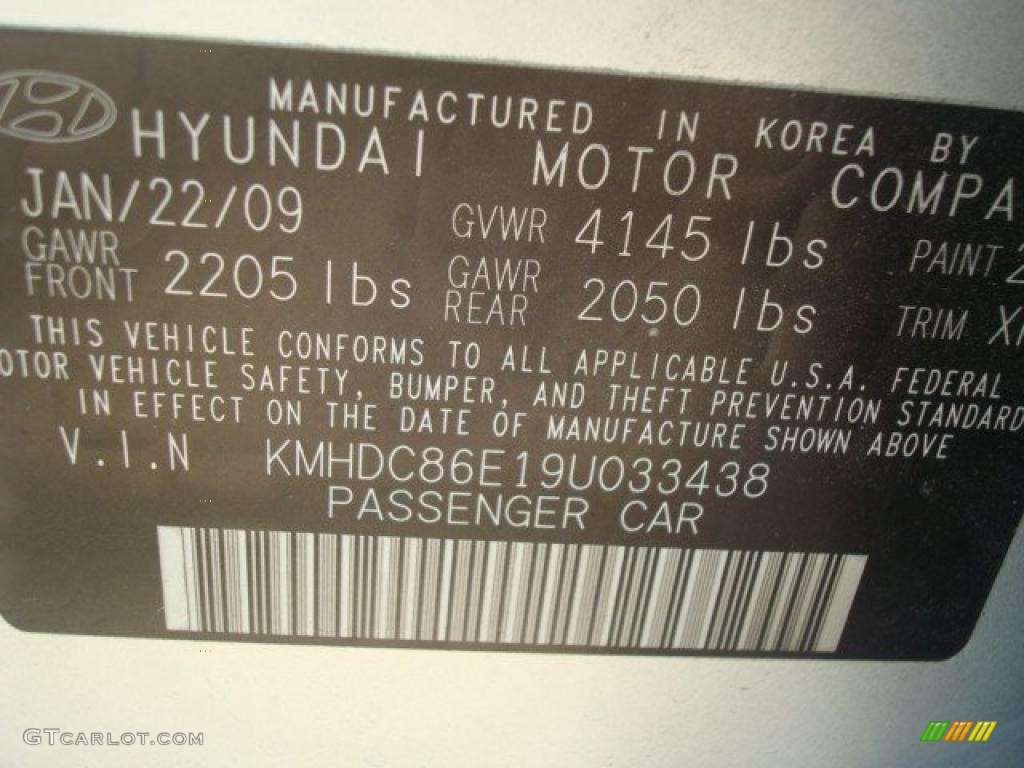 MANUFACTURED IN KOREA BY
HYUNDAI MOTOR COMPA
JAN/22/09 GVWR 4145 lbs PAINT 2
GAWR FRONT 2205 lbs GAWR REAR 2050 lbs TRIM
THIS VEHICLE CONFORMS TO ALL APPLICABLE U.S.A. FEDERAL
OTOR VEHICLE SAFETY, BUMPER, AND THEFT PREVENTION STANDARD
IN EFFECT ON THE DATE OF MANUFACTURE SHOWN ABOVE
V.I.N KMHDC86E19U033438
PASSENGER CAR
GTCARLOT.COM